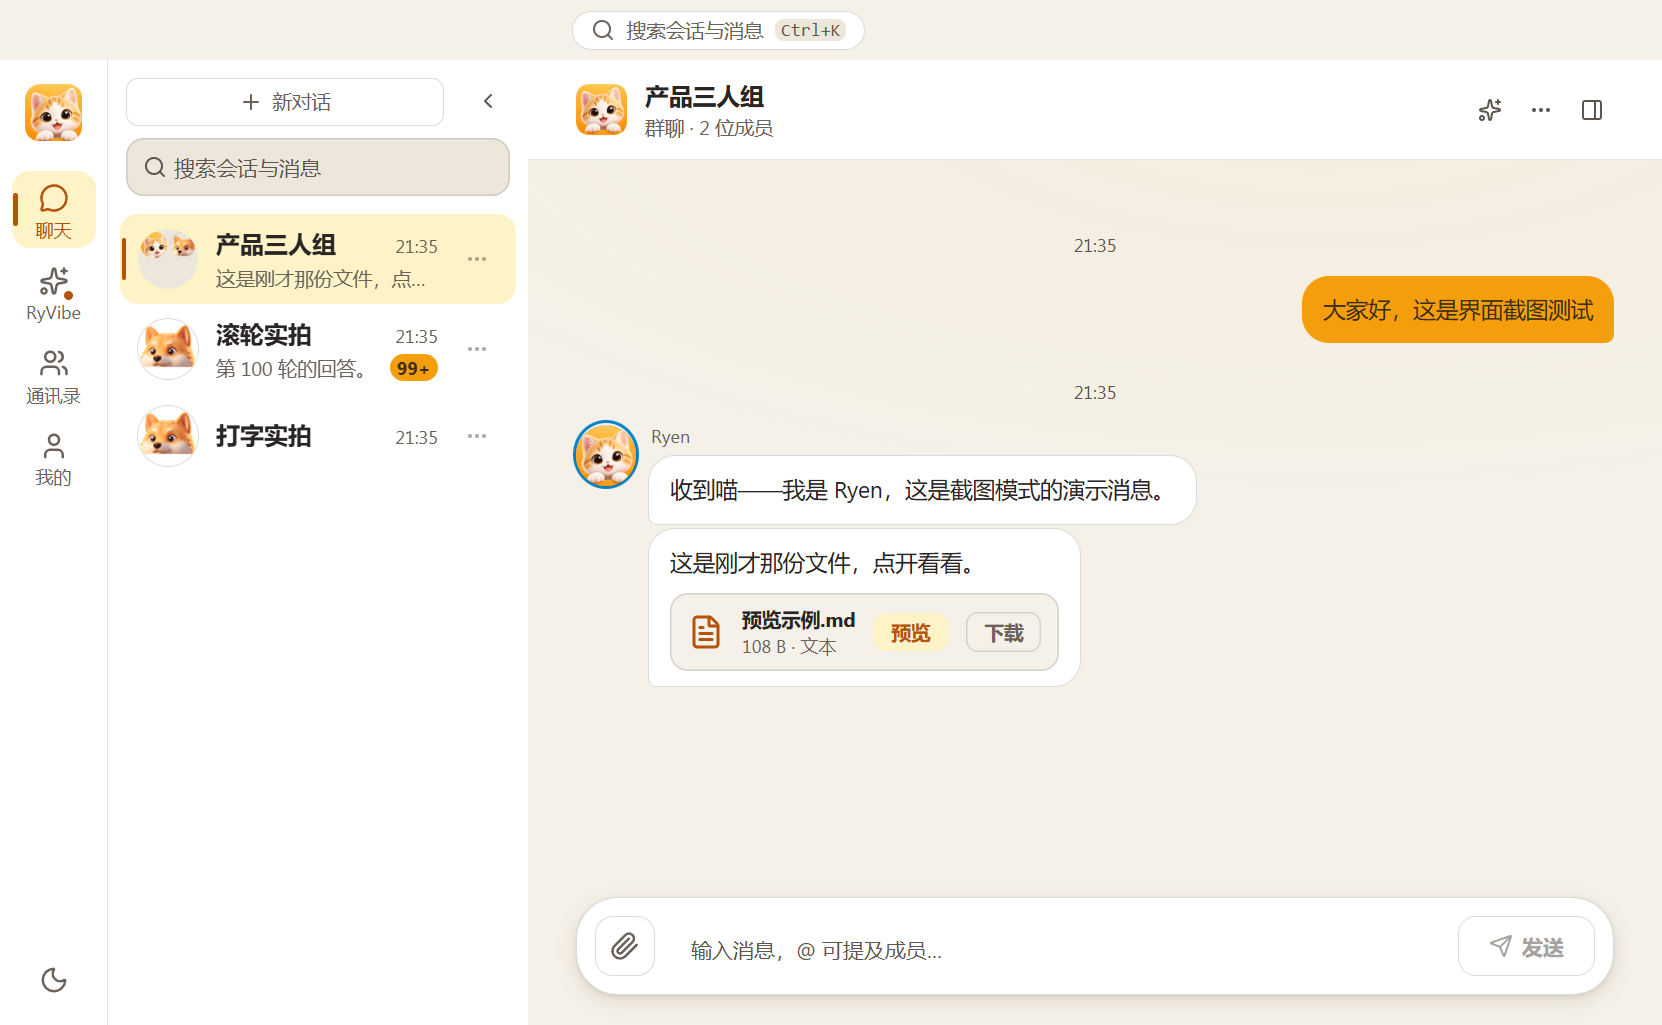 搜索会话与消息 Ctrl+K
聊天
RyVibe
通讯录
我的
新对话
搜索会话与消息
产品三人组 21:35
这是刚才那份文件，点...
滚轮实拍 21:35
第 100 轮的回答。 99+
打字实拍 21:35
产品三人组
群聊 · 2 位成员
21:35
大家好，这是界面截图测试
21:35
Ryen
收到喵——我是 Ryen，这是截图模式的演示消息。
这是刚才那份文件，点开看看。
预览示例.md
108 B · 文本
预览
下载
输入消息，@ 可提及成员...
发送